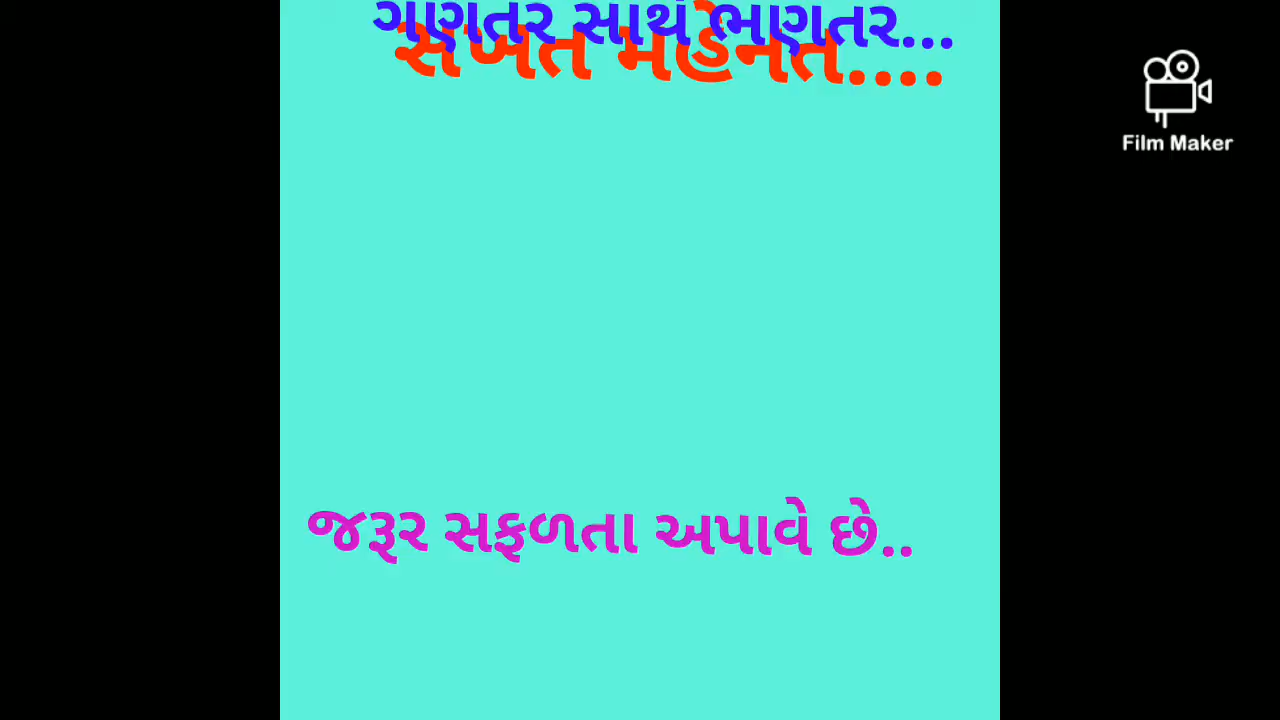 ગણતર સાથે ભણતર...
સખત મહેનત....
Film Maker
જરૂર સફળતા અપાવે છે..